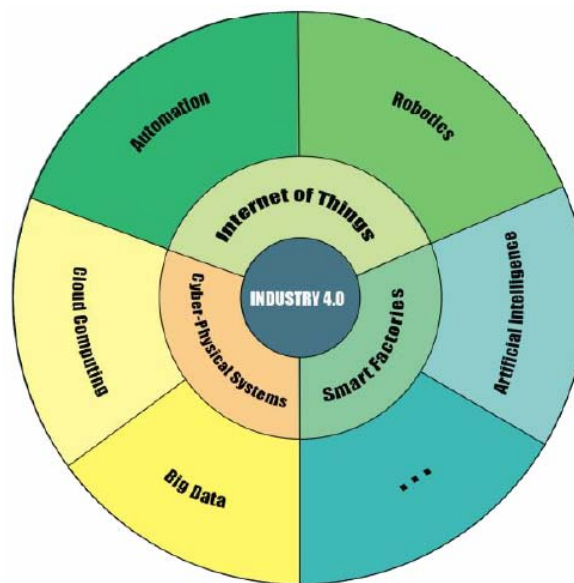 Automation
Robotics
Internet of Things
INDUSTRY 4.0
Cloud Computing
Cyber-Physical Systems
Smart Factories
Artificial Intelligence
Big Data
...